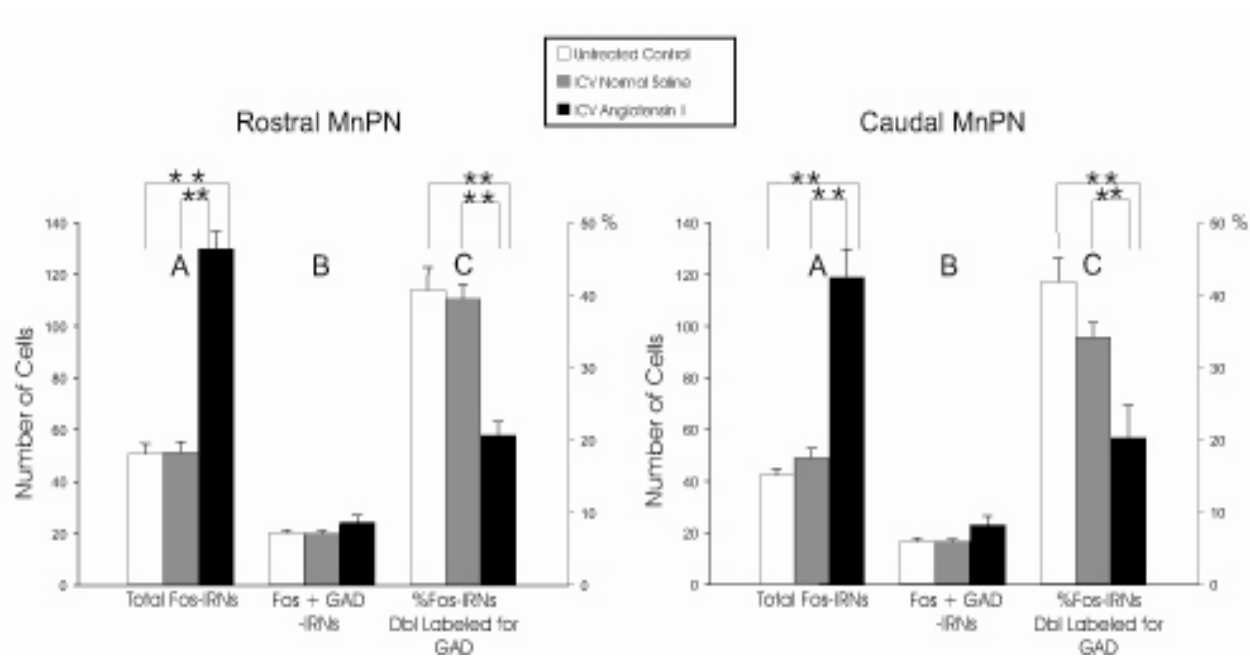 Untreated Control
ICV Normal Saline
ICV Angiotensin II
Rostral MnPN
Caudal MnPN
** **
** **
A B C
140
120
100
80
60
40
20
0
Number of Cells
50 %
40
30
20
10
0
Total Fos-IRNs
Fos + GAD
-IRNs
%Fos-IRNs
Dbl Labeled for
GAD
** **
** **
A B C
140
120
100
80
60
40
20
0
Number of Cells
%
40
30
20
10
0
Total Fos-IRNs
Fos + GAD
-IRNs
%Fos-IRNs
Dbl Labeled for
GAD